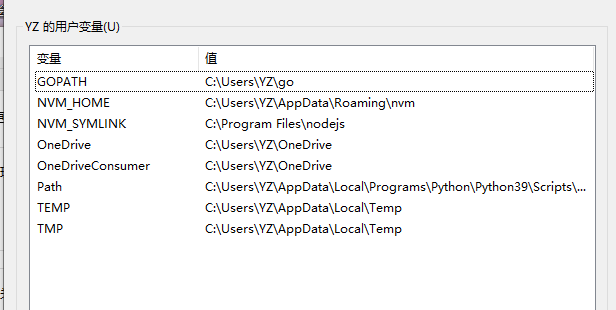 YZ 的用户变量(U)
变量 值
GOPATH C:\Users\YZ\go
NVM_HOME C:\Users\YZ\AppData\Roaming\nvm
NVM_SYMLINK C:\Program Files\nodejs
OneDrive C:\Users\YZ\OneDrive
OneDriveConsumer C:\Users\YZ\OneDrive
Path C:\Users\YZ\AppData\Local\Programs\Python\Python39\Scripts\...
TEMP C:\Users\YZ\AppData\Local\Temp
TMP C:\Users\YZ\AppData\Local\Temp